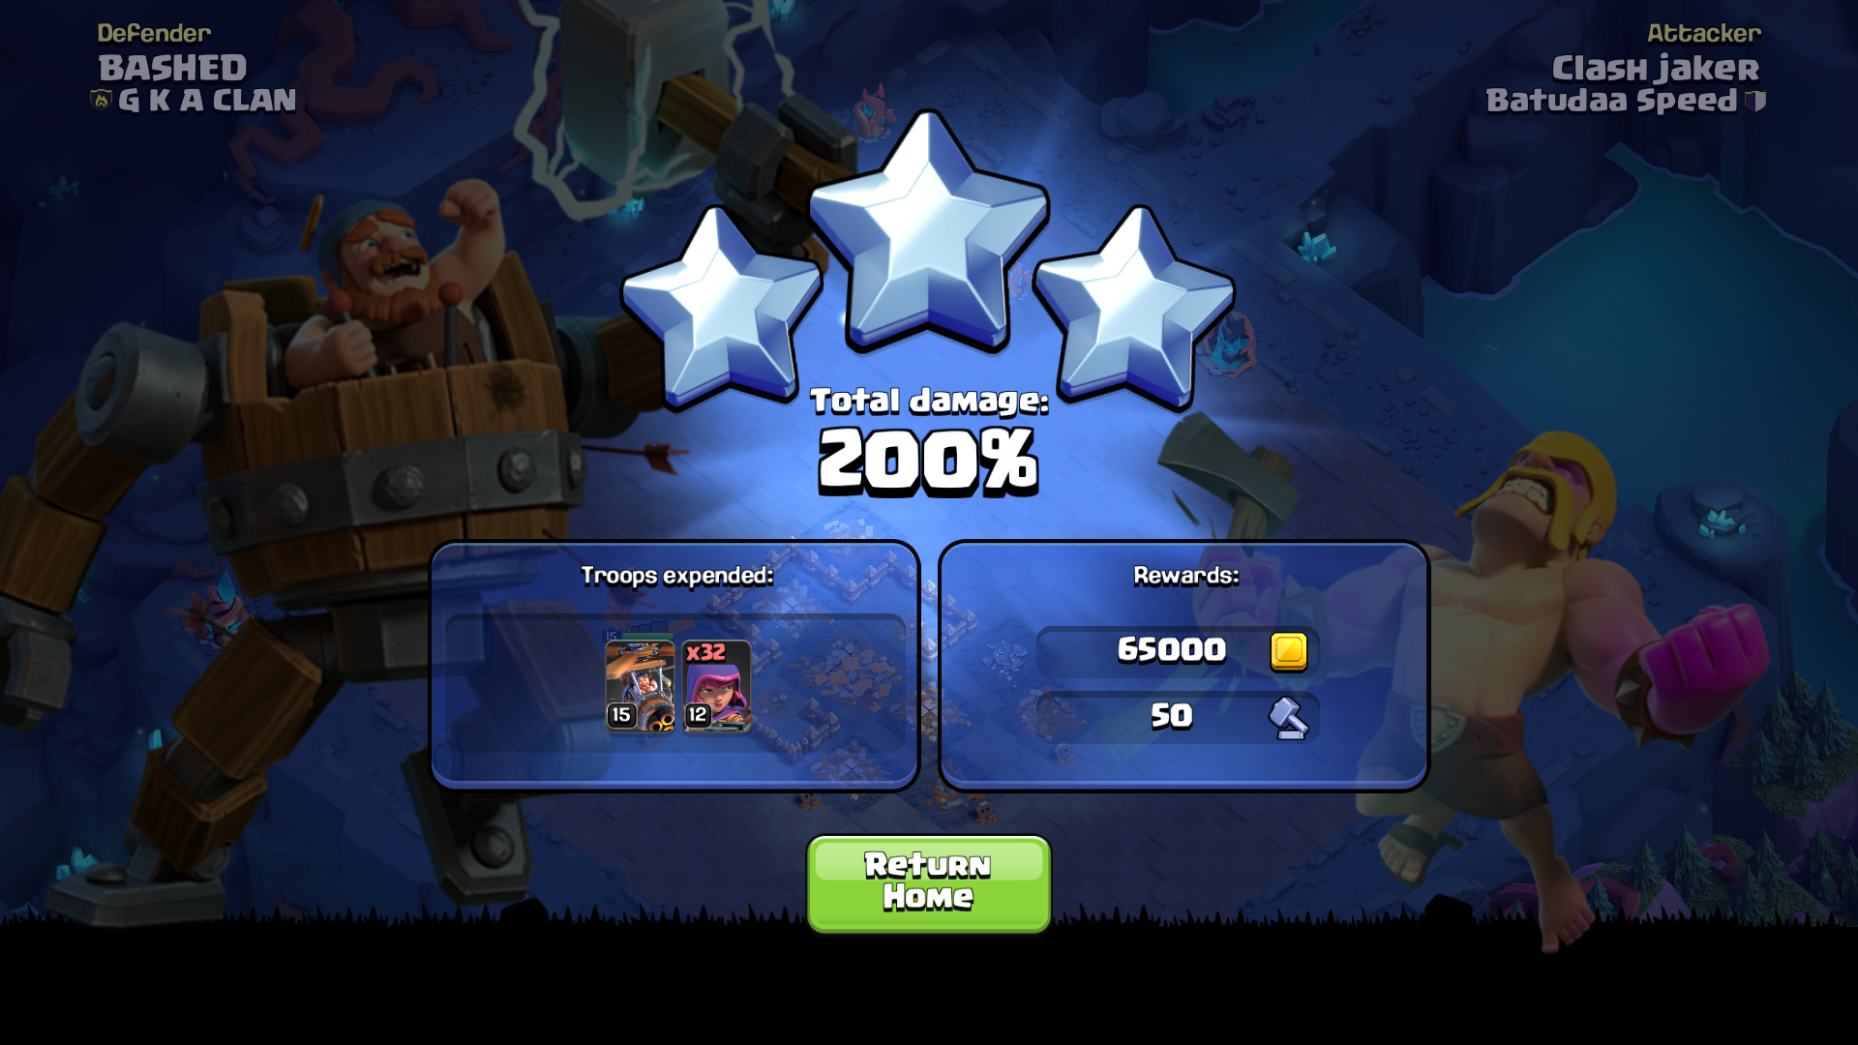 Defender
BASHED
G K A CLAN
Attacker
Clash jaker
Batudaa Speed
Total damage:
200%
Troops expended:
15
x32
15
12
Rewards:
65000
50
Return
Home